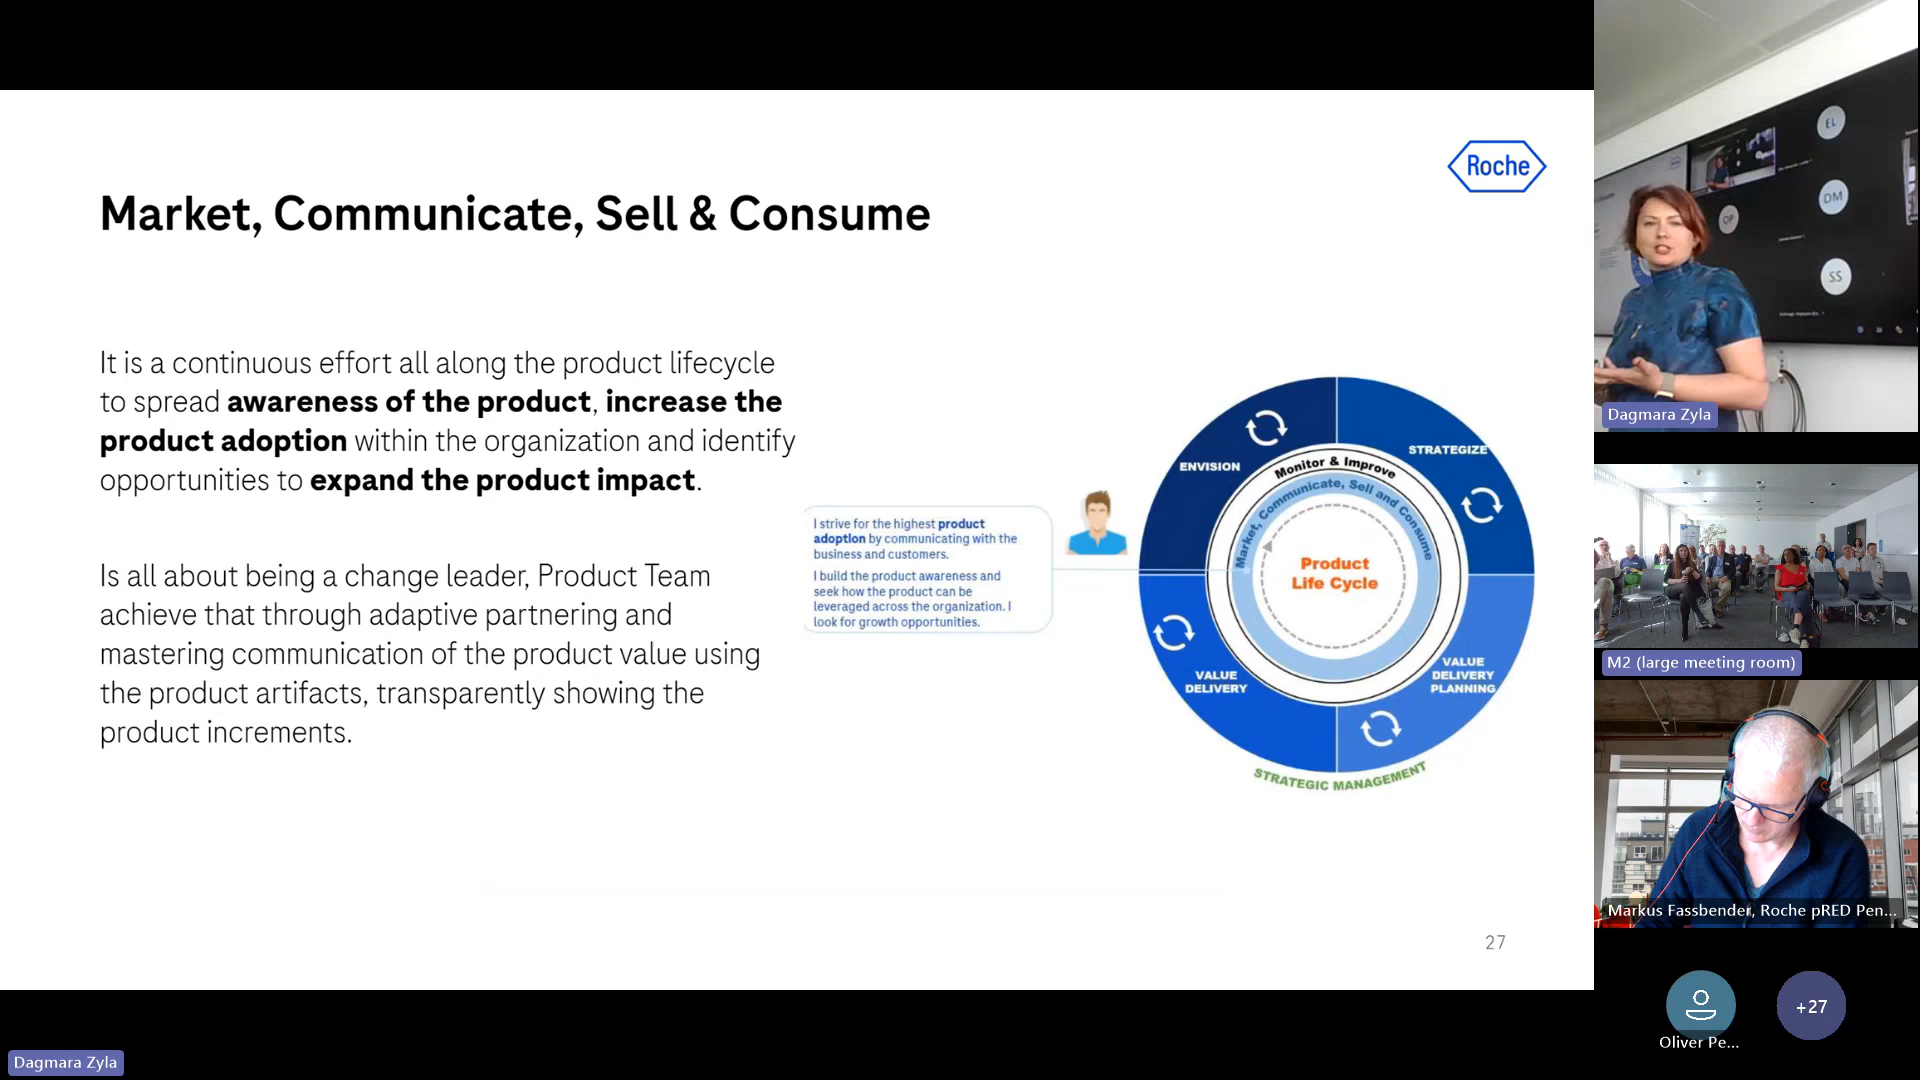 Roche
Market, Communicate, Sell & Consume
It is a continuous effort all along the product lifecycle
to spread awareness of the product, increase the
product adoption within the organization and identify
opportunities to expand the product impact.
Is all about being a change leader, Product Team
achieve that through adaptive partnering and
mastering communication of the product value using
the product artifacts, transparently showing the
product increments.
I strive for the highest product
adoption by communicating with the
business and customers.
I build the product awareness and
seek how the product can be
leveraged across the organization. I
look for growth opportunities.
ENVISION
STRATEGIZE
Monitor & Improve
Market, Communicate, Sell and Consume
Product
Life Cycle
VALUE
DELIVERY
VALUE
DELIVERY
PLANNING
STRATEGIC MANAGEMENT
27
EL
DM
OP
SS
Dagmara Zyla
M2 (large meeting room)
Markus Fassbender, Roche pRED Pen...
Oliver Pe...
+27
Dagmara Zyla